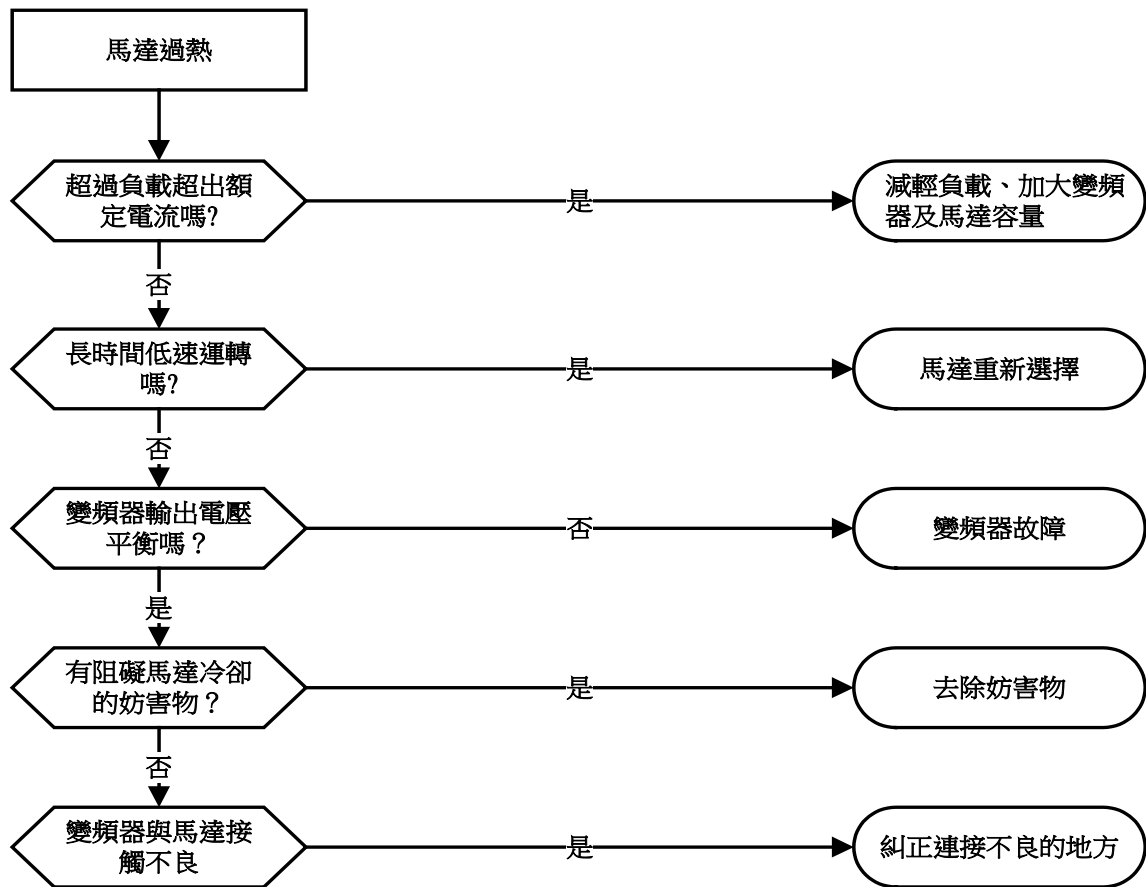 馬達過熱
超過負載超出額
定電流嗎?
是
減輕負載、加大變頻
器及馬達容量
否
長時間低速運轉
嗎?
是
馬達重新選擇
否
變頻器輸出電壓
平衡嗎？
否
變頻器故障
是
有阻礙馬達冷卻
的妨害物？
是
去除妨害物
否
變頻器與馬達接
觸不良
是
糾正連接不良的地方